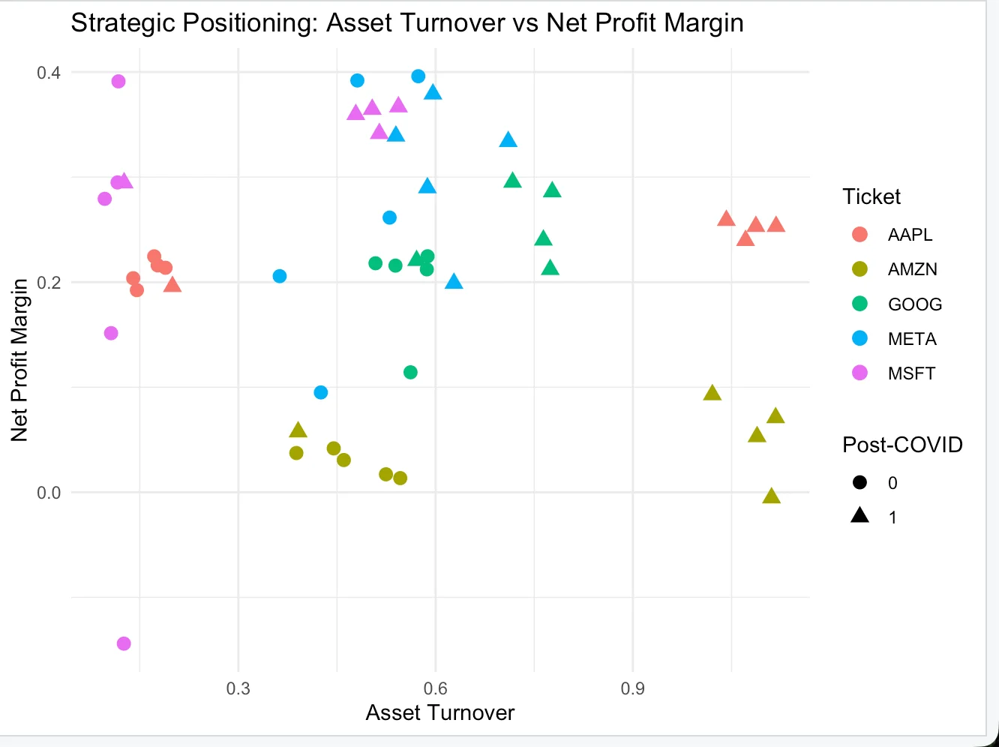 Strategic Positioning: Asset Turnover vs Net Profit Margin
0.4
0.2
0.0
Net Profit Margin
0.3
0.6
0.9
Asset Turnover
Ticket
AAPL
AMZN
GOOG
META
MSFT
Post-COVID
0
1